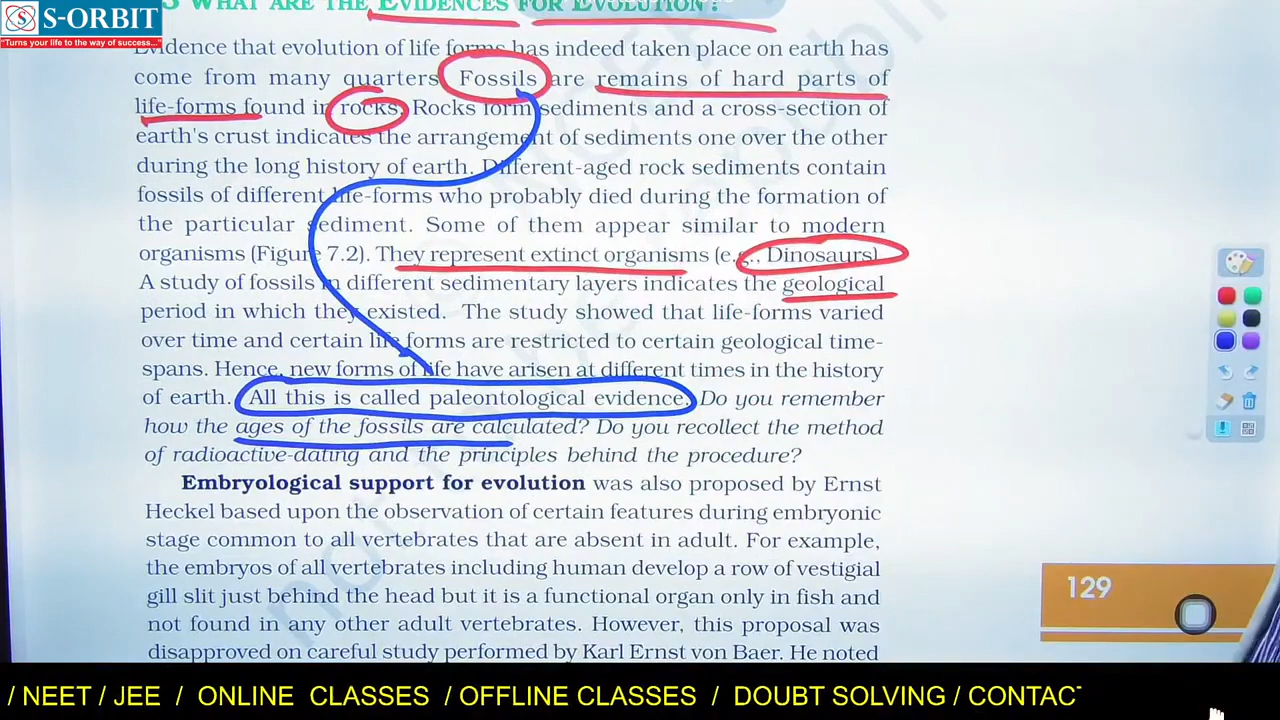 S-ORBIT
"Turns your life to the way of success..."
3 WHAT ARE THE EVIDENCES FOR EVOLUTION?
Evidence that evolution of life forms has indeed taken place on earth has
come from many quarters. Fossils are remains of hard parts of
life-forms found in rocks. Rocks form sediments and a cross-section of
earth's crust indicates the arrangement of sediments one over the other
during the long history of earth. Different-aged rock sediments contain
fossils of different life-forms who probably died during the formation of
the particular sediment. Some of them appear similar to modern
organisms (Figure 7.2). They represent extinct organisms (e.g., Dinosaurs).
A study of fossils in different sedimentary layers indicates the geological
period in which they existed. The study showed that life-forms varied
over time and certain life forms are restricted to certain geological time-
spans. Hence, new forms of life have arisen at different times in the history
of earth. All this is called paleontological evidence. Do you remember
how the ages of the fossils are calculated? Do you recollect the method
of radioactive-dating and the principles behind the procedure?
Embryological support for evolution was also proposed by Ernst
Heckel based upon the observation of certain features during embryonic
stage common to all vertebrates that are absent in adult. For example,
the embryos of all vertebrates including human develop a row of vestigial
gill slit just behind the head but it is a functional organ only in fish and
not found in any other adult vertebrates. However, this proposal was
disapproved on careful study performed by Karl Ernst von Baer. He noted
129
/ NEET / JEE / ONLINE CLASSES / OFFLINE CLASSES / DOUBT SOLVING / CONTACT